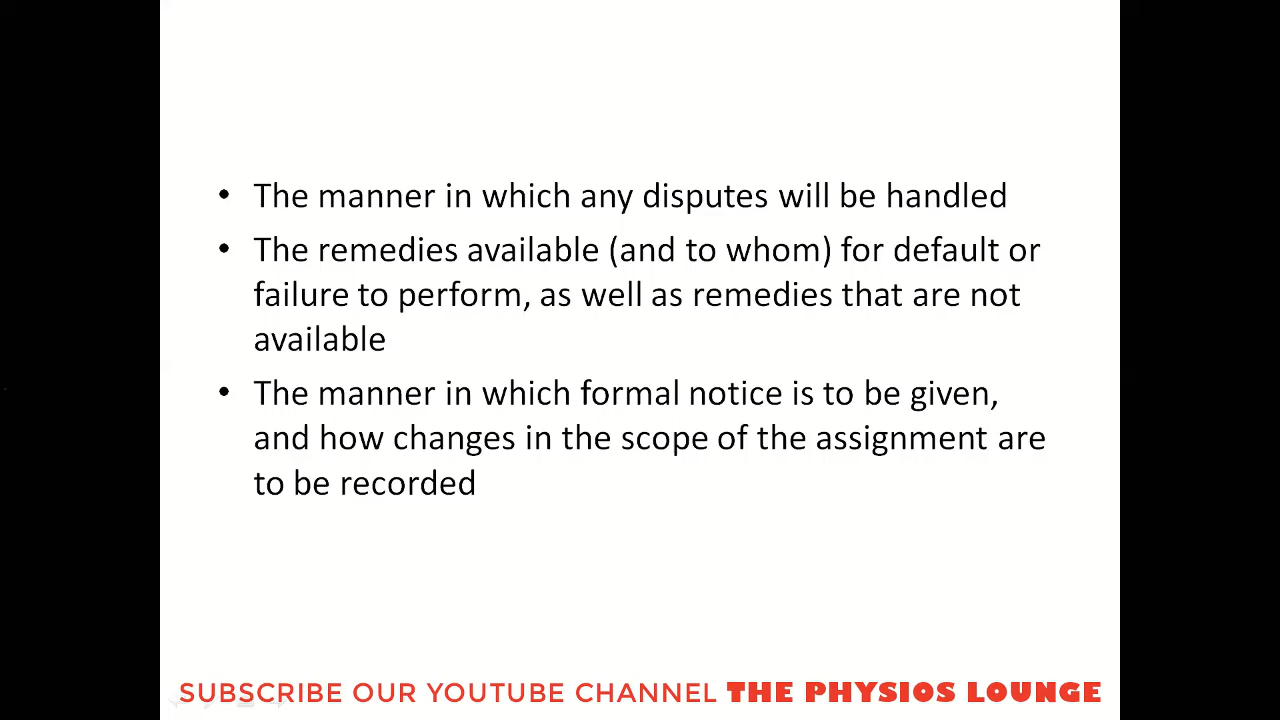 • The manner in which any disputes will be handled
• The remedies available (and to whom) for default or
failure to perform, as well as remedies that are not
available
• The manner in which formal notice is to be given,
and how changes in the scope of the assignment are
to be recorded
SUBSCRIBE OUR YOUTUBE CHANNEL THE PHYSIOS LOUNGE